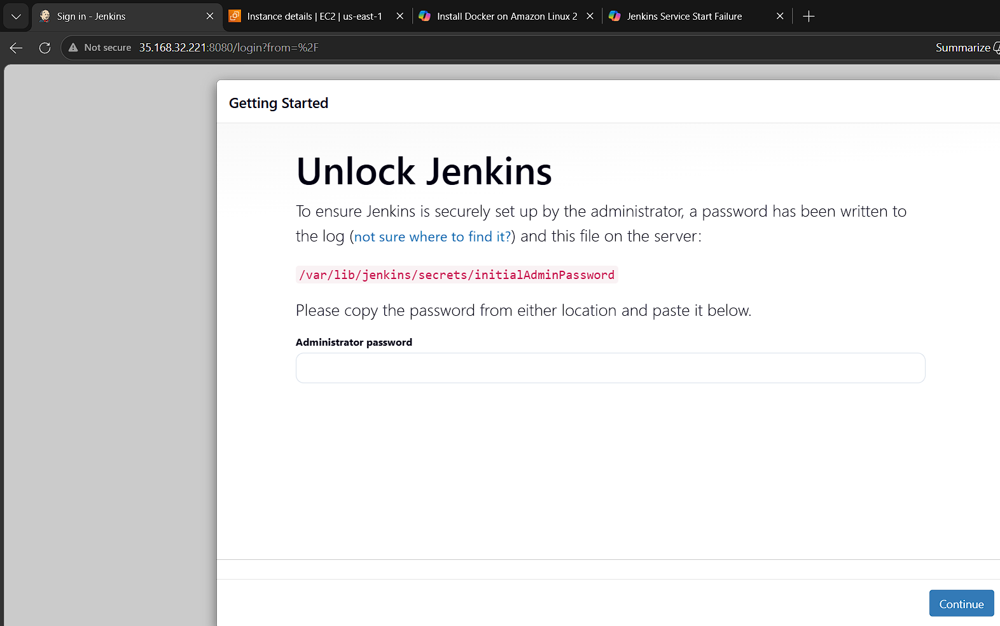 Sign in - Jenkins
Instance details | EC2 | us-east-1
Install Docker on Amazon Linux 2
Jenkins Service Start Failure
Not secure 35.168.32.221:8080/login?from=%2F
Summarize
Getting Started
Unlock Jenkins
To ensure Jenkins is securely set up by the administrator, a password has been written to
the log (not sure where to find it?) and this file on the server:
/var/lib/jenkins/secrets/initialAdminPassword
Please copy the password from either location and paste it below.
Administrator password
Continue